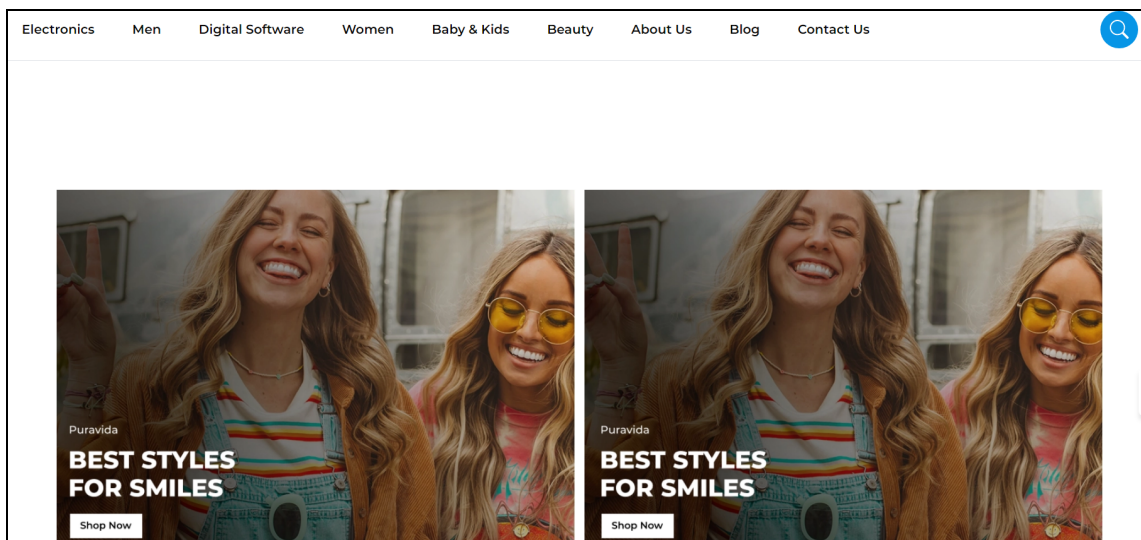 Electronics Men Digital Software Women Baby & Kids Beauty About Us Blog Contact Us
Puravida
BEST STYLES
FOR SMILES
Shop Now
Puravida
BEST STYLES
FOR SMILES
Shop Now